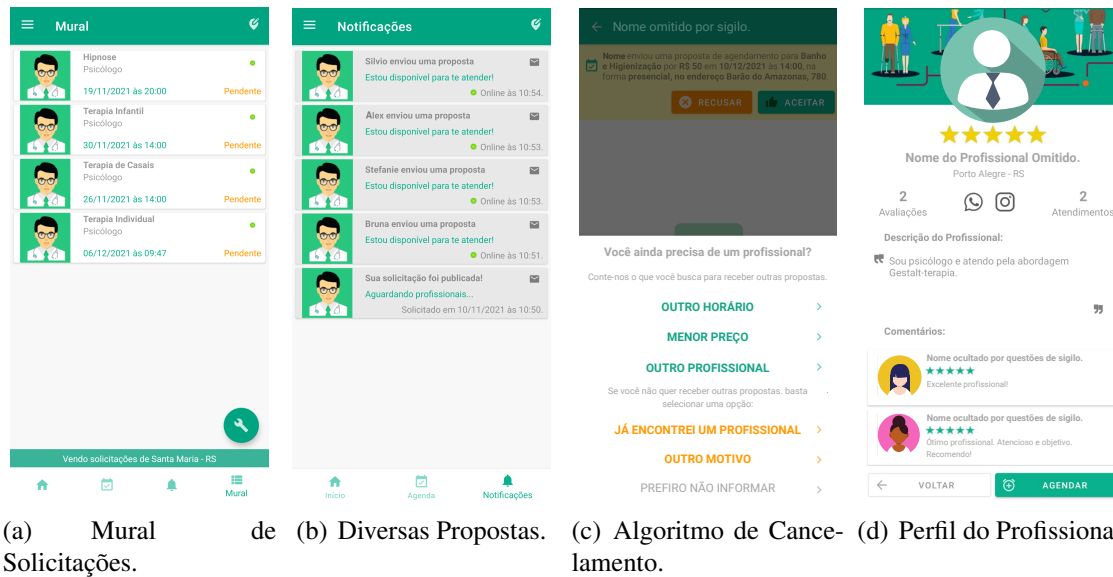 Mural
Hipnose
Psicólogo
19/11/2021 às 20:00
Pendente
Terapia Infantil
Psicólogo
30/11/2021 às 14:00
Pendente
Terapia de Casais
Psicólogo
26/11/2021 às 14:00
Pendente
Terapia Individual
Psicólogo
06/12/2021 às 09:47
Pendente
Vendo solicitações de Santa Maria - RS
Mural
Notificações
Silvio enviou uma proposta
Estou disponível para te atender!
Online às 10:54.
Alex enviou uma proposta
Estou disponível para te atender!
Online às 10:53.
Stefanie enviou uma proposta
Estou disponível para te atender!
Online às 10:53.
Bruna enviou uma proposta
Estou disponível para te atender!
Online às 10:51.
Sua solicitação foi publicada!
Aguardando profissionais...
Solicitado em 10/11/2021 às 10:50.
Início
Agenda
Notificações
Nome omitido por sigilo.
Nome enviou uma proposta de agendamento para Banho
e Higienização por R$ 50 em 10/12/2021 às 14:00, na
forma presencial, no endereço Barão do Amazonas, 780.
RECUSAR
ACEITAR
Você ainda precisa de um profissional?
Conte-nos o que você busca para receber outras propostas.
OUTRO HORÁRIO
MENOR PREÇO
OUTRO PROFISSIONAL
Se você não quer receber outras propostas. basta
selecionar uma opção:
JÁ ENCONTREI UM PROFISSIONAL
OUTRO MOTIVO
PREFIRO NÃO INFORMAR
Nome do Profissional Omitido.
Porto Alegre - RS
2
Avaliações
2
Atendimentos
Descrição do Profissional:
Sou psicólogo e atendo pela abordagem
Gestalt-terapia.
Comentários:
Nome ocultado por questões de sigilo.
Excelente profissional!
Nome ocultado por questões de sigilo.
Ótimo profissional. Atencioso e objetivo.
Recomendo!
VOLTAR
AGENDAR
(a) Mural de
Solicitações.
(b) Diversas Propostas.
(c) Algoritmo de Cance-
lamento.
(d) Perfil do Profissiona